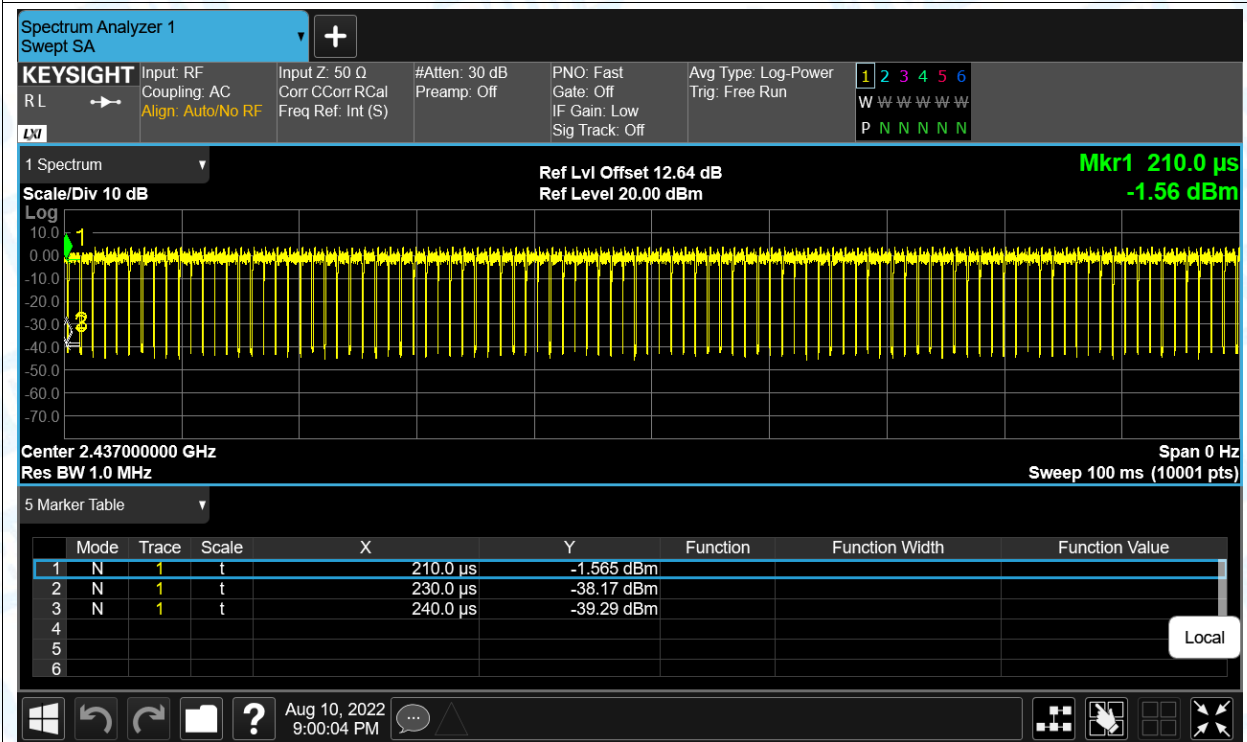 Spectrum Analyzer 1
Swept SA
KEYSIGHT
R L
LXI
Input: RF
Coupling: AC
Align: Auto/No RF
Input Z: 50 Ω
Corr CCorr RCal
Freq Ref: Int (S)
#Atten: 30 dB
Preamp: Off
PNO: Fast
Gate: Off
IF Gain: Low
Sig Track: Off
Avg Type: Log-Power
Trig: Free Run
1 2 3 4 5 6
W W W W W W
P N N N N N
1 Spectrum
Scale/Div 10 dB
Log
Ref Lvl Offset 12.64 dB
Ref Level 20.00 dBm
Mkr1 210.0 µs
-1.56 dBm
10.0
0.00
-10.0
-20.0
-30.0
-40.0
-50.0
-60.0
-70.0
1
Center 2.437000000 GHz
Res BW 1.0 MHz
Span 0 Hz
Sweep 100 ms (10001 pts)
5 Marker Table
Mode Trace Scale X Y Function Function Width Function Value
1 N 1 t 210.0 µs -1.565 dBm
2 N 1 t 230.0 µs -38.17 dBm
3 N 1 t 240.0 µs -39.29 dBm
4
5
6
Local
?
Aug 10, 2022
9:00:04 PM